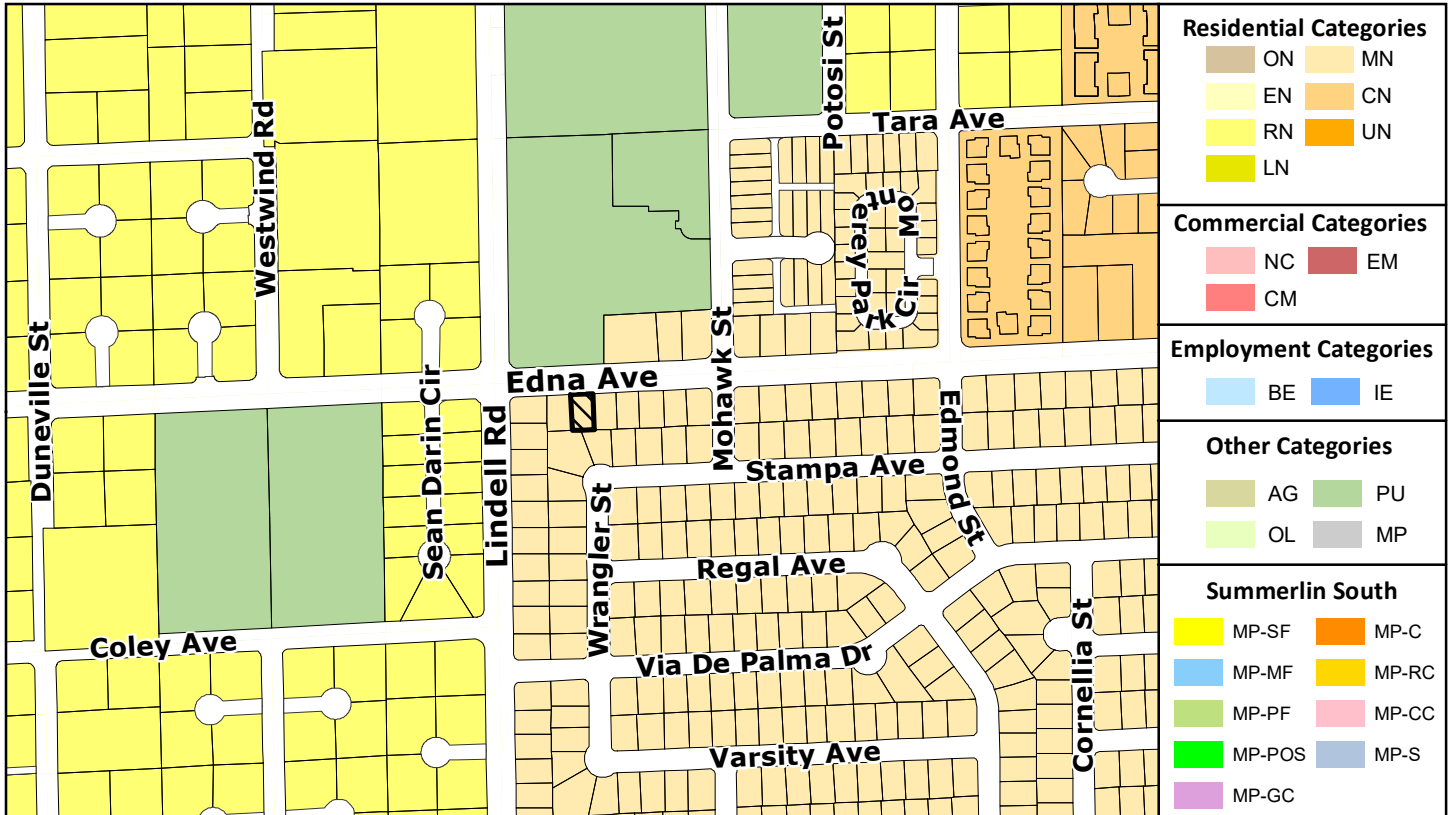 Potosi St
Tara Ave
Westwind Rd
Monterey Park Cir
Duneville St
Sean Darin Cir
Edna Ave
Mohawk St
Lindell Rd
Edmond St
Stampa Ave
Wrangler St
Regal Ave
Coley Ave
Via De Palma Dr
Cornellia St
Varsity Ave
Residential Categories
ON MN
EN CN
RN UN
LN
Commercial Categories
NC EM
CM
Employment Categories
BE IE
Other Categories
AG PU
OL MP
Summerlin South
MP-SF MP-C
MP-MF MP-RC
MP-PF MP-CC
MP-POS MP-S
MP-GC